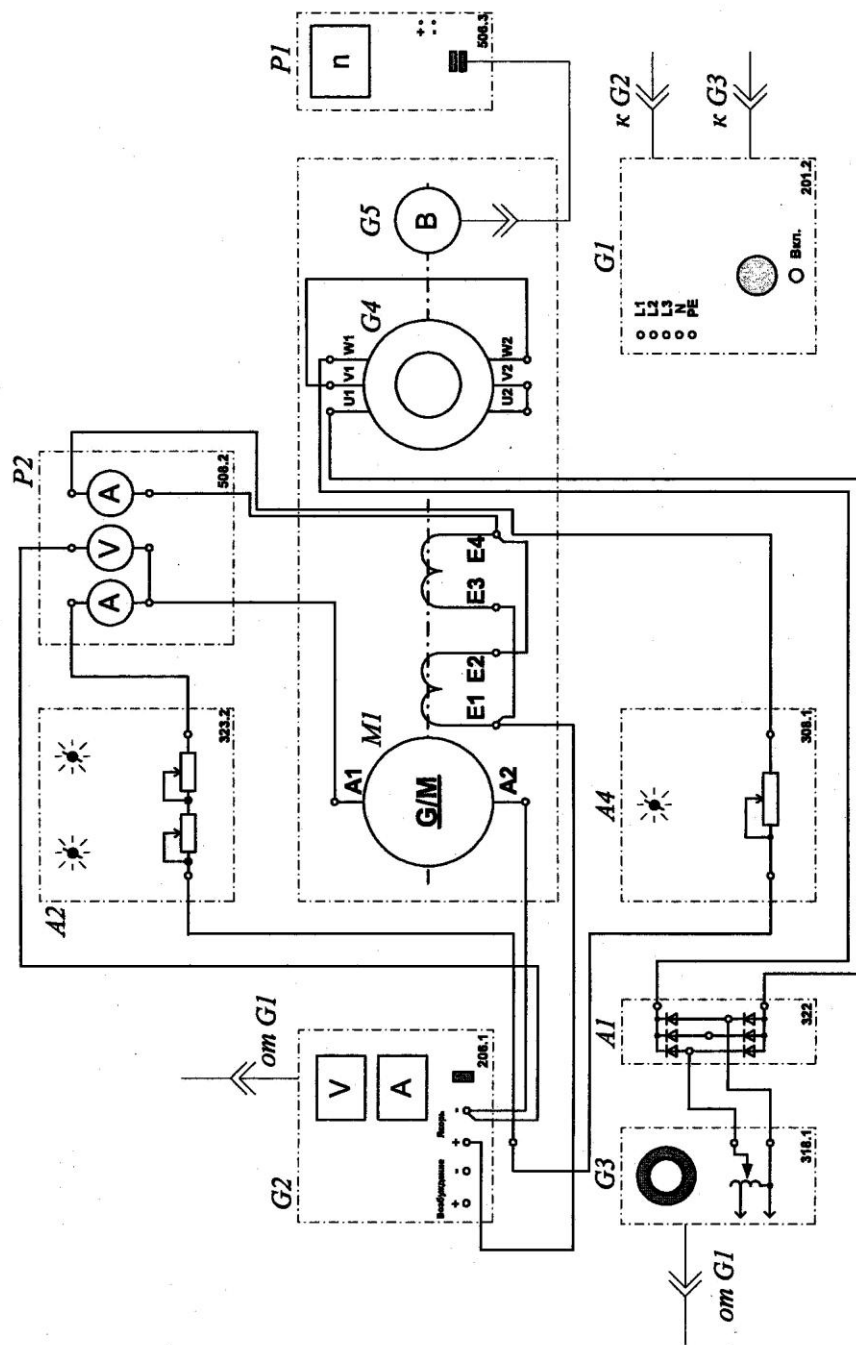 P1
n
+ -
506.3
P2
A
V
A
508.2
G5
B
G4
U1 V1 W1
U2 V2 W2
к G2
к G3
G1
L1
L2
L3
N
PE
Вкл.
201.2
A2
323.2
M1
A1
G/M
A2
E1 E2 E3 E4
A4
308.1
от G1
G2
V
A
206.1
Возбуждение
Якорь
+ - + -
A1
322
G3
318.1
от G1